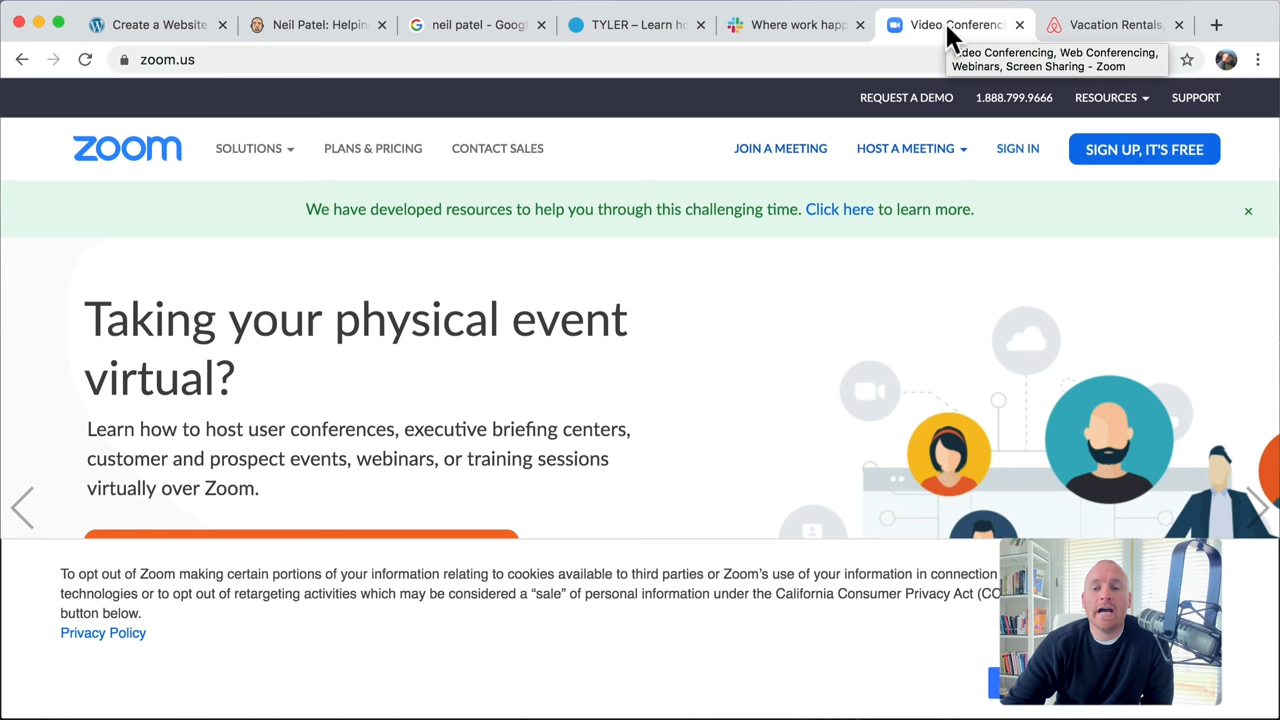 Create a Website
Neil Patel: Helpin
neil patel - Googl
TYLER – Learn ho
Where work happ
Video Conferenci
Vacation Rentals,
zoom.us
Video Conferencing, Web Conferencing,
Webinars, Screen Sharing - Zoom
REQUEST A DEMO 1.888.799.9666 RESOURCES SUPPORT
zoom SOLUTIONS PLANS & PRICING CONTACT SALES JOIN A MEETING HOST A MEETING SIGN IN SIGN UP, IT'S FREE
We have developed resources to help you through this challenging time. Click here to learn more.
Taking your physical event
virtual?
Learn how to host user conferences, executive briefing centers,
customer and prospect events, webinars, or training sessions
virtually over Zoom.
To opt out of Zoom making certain portions of your information relating to cookies available to third parties or Zoom's use of your information in connection
technologies or to opt out of retargeting activities which may be considered a “sale” of personal information under the California Consumer Privacy Act (CC
button below.
Privacy Policy